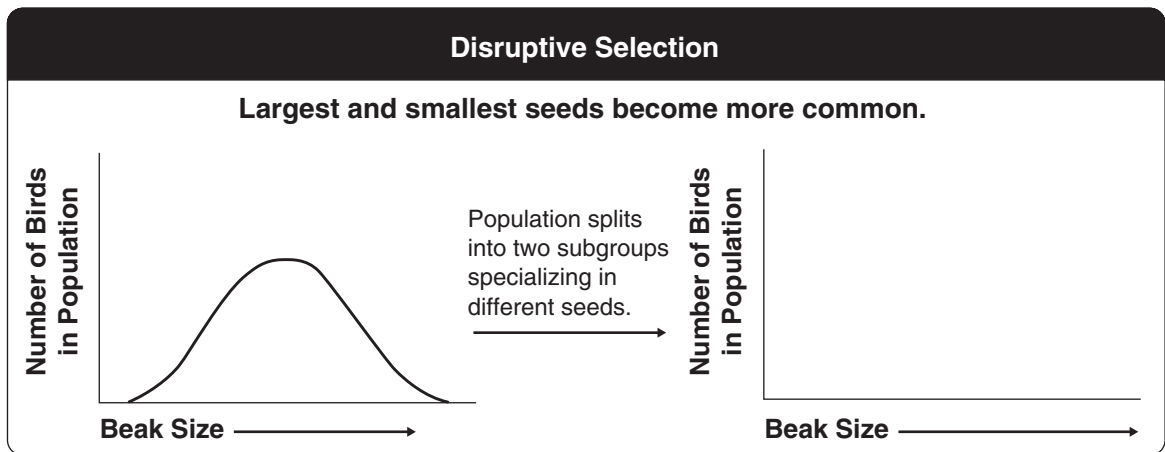 Disruptive Selection
Largest and smallest seeds become more common.
Number of Birds
in Population
Beak Size
Population splits
into two subgroups
specializing in
different seeds.
Number of Birds
in Population
Beak Size